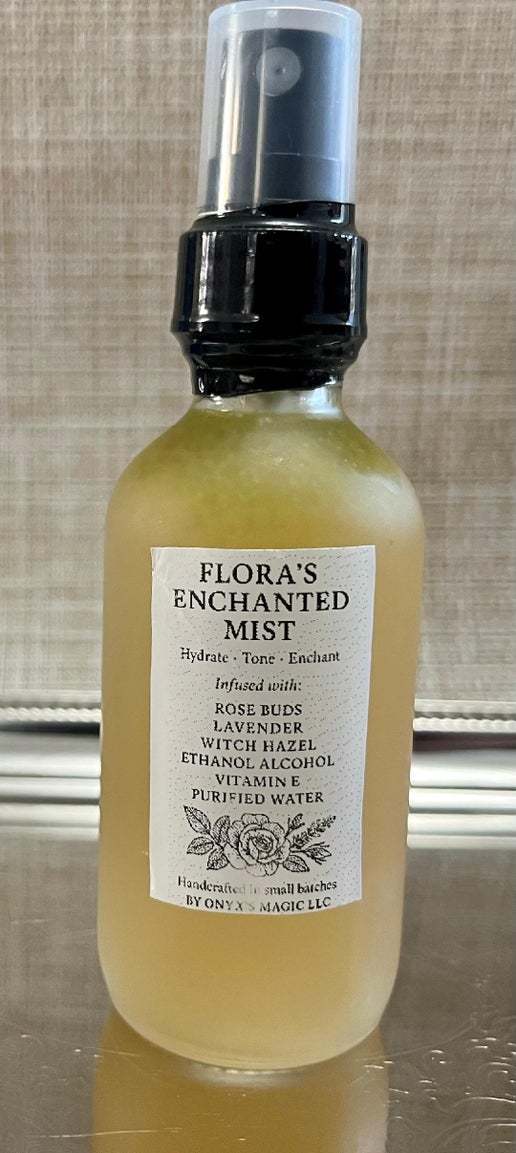 FLORA'S
ENCHANTED
MIST
Hydrate · Tone · Enchant
Infused with:
ROSE BUDS
LAVENDER
WITCH HAZEL
ETHANOL ALCOHOL
VITAMIN E
PURIFIED WATER
Handcrafted in small batches
BY ONYX'S MAGIC LLC